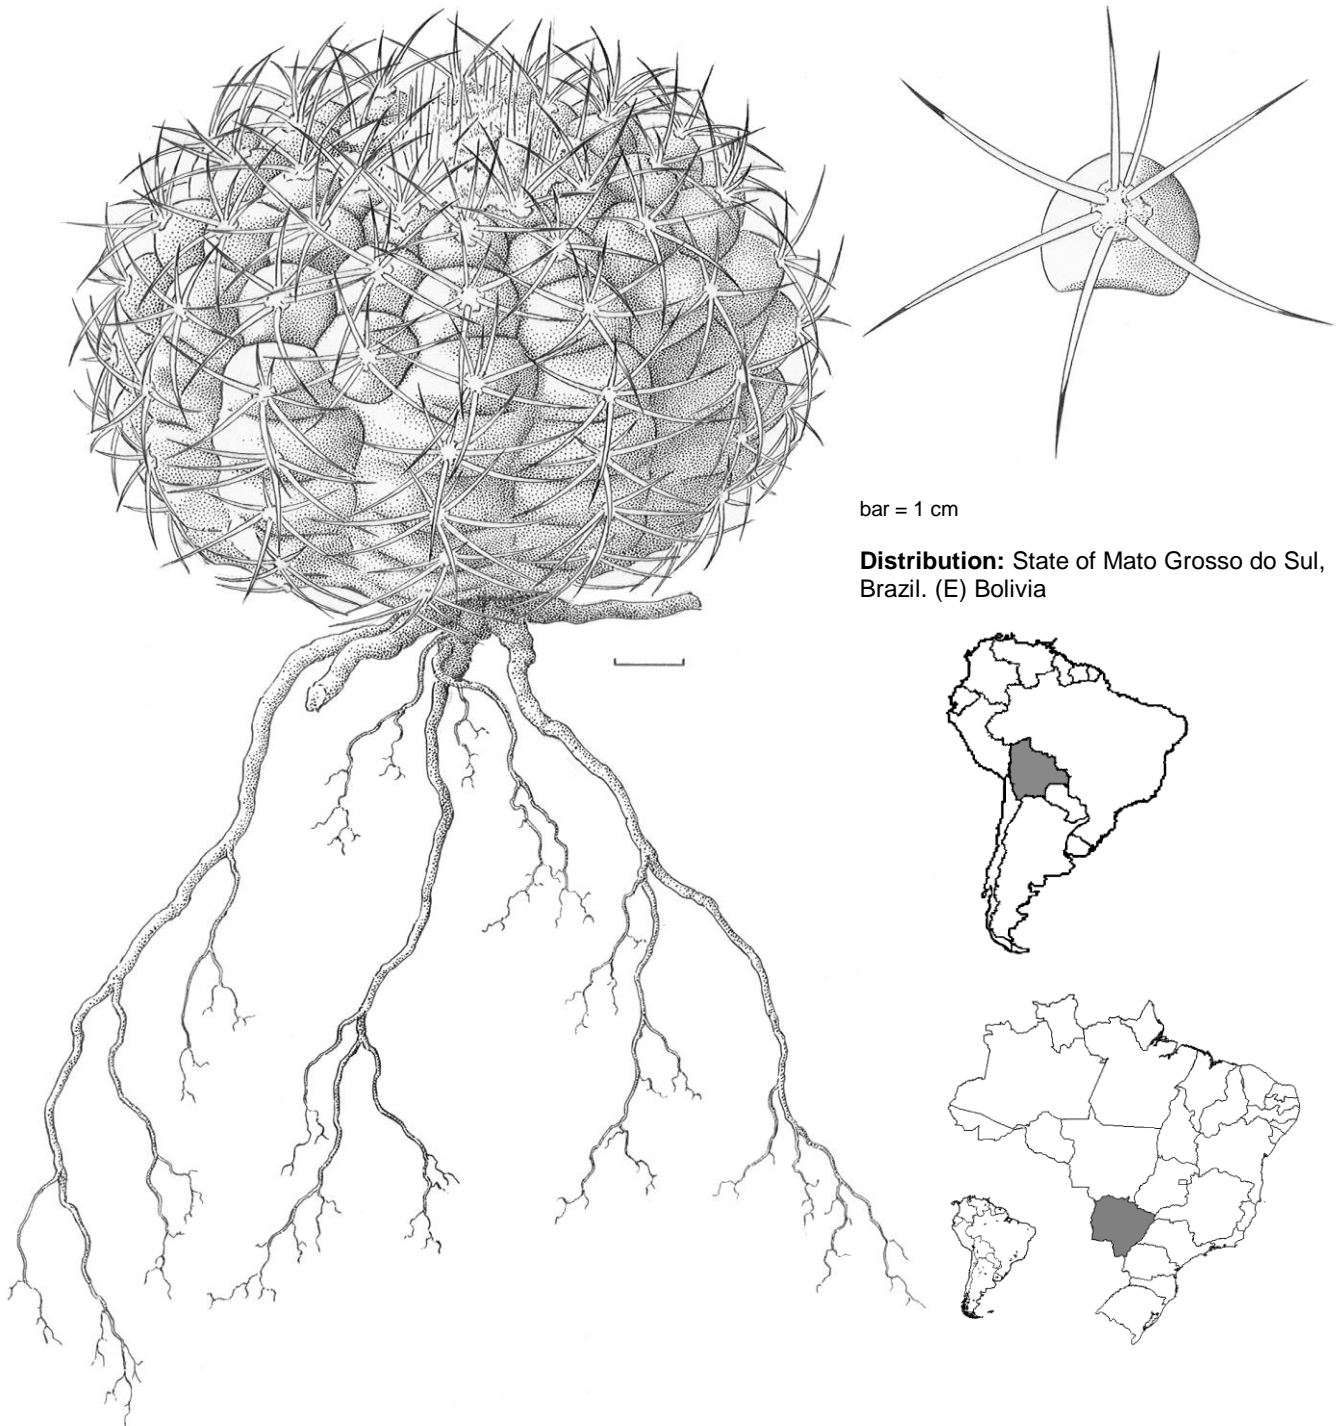 bar = 1 cm
Distribution: State of Mato Grosso do Sul,
Brazil. (E) Bolivia